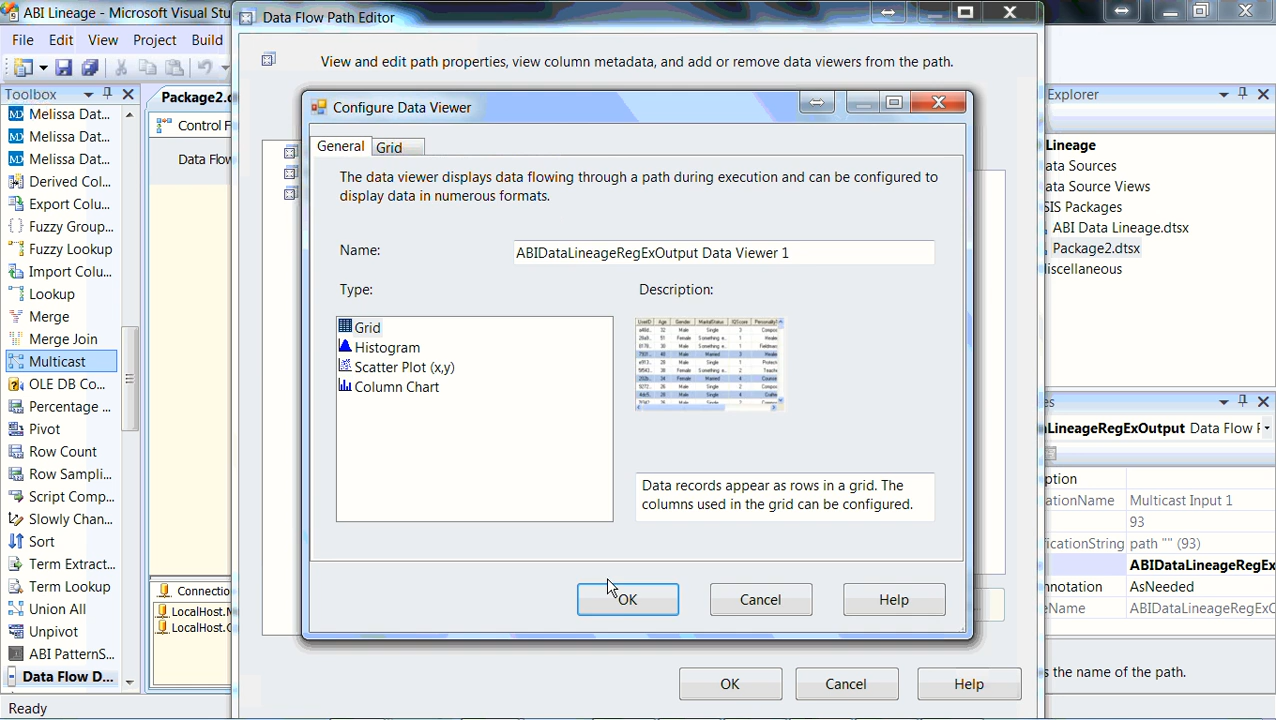 ABI Lineage - Microsoft Visual Stu
File Edit View Project Build
Toolbox
Melissa Dat...
Melissa Dat...
Melissa Dat...
Derived Col...
Export Colu...
Fuzzy Group...
Fuzzy Lookup
Import Colu...
Lookup
Merge
Merge Join
Multicast
OLE DB Co...
Percentage ...
Pivot
Row Count
Row Sampli...
Script Comp...
Slowly Chan...
Sort
Term Extract...
Term Lookup
Union All
Unpivot
ABI PatternS...
Data Flow D...
Ready
Package2.d
Control F
Data Flow
Connectio
LocalHost.M
LocalHost.C
Data Flow Path Editor
View and edit path properties, view column metadata, and add or remove data viewers from the path.
Configure Data Viewer
General Grid
The data viewer displays data flowing through a path during execution and can be configured to
display data in numerous formats.
Name: ABIDataLineageRegExOutput Data Viewer 1
Type: Description:
Grid
Histogram
Scatter Plot (x,y)
Column Chart
Data records appear as rows in a grid. The
columns used in the grid can be configured.
OK Cancel Help
OK Cancel Help
Explorer
Lineage
ata Sources
ata Source Views
SIS Packages
ABI Data Lineage.dtsx
Package2.dtsx
iscellaneous
es
aLineageRegExOutput Data Flow P
ption
ationName Multicast Input 1
93
ficationString path "" (93)
ABIDataLineageRegEx
nnotation AsNeeded
eName ABIDataLineageRegExO
s the name of the path.